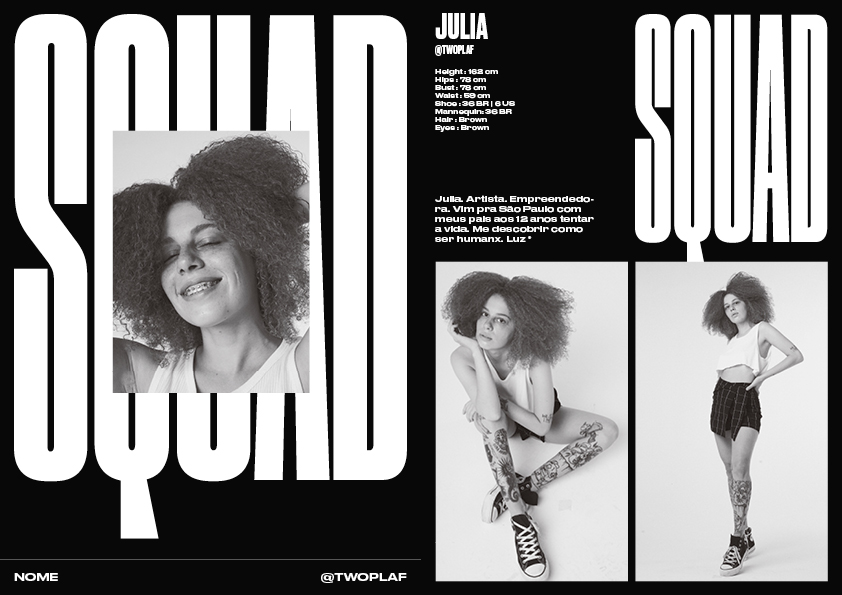 SQUAD
NOME
@TWOPLAF
JULIA
@TWOPLAF
Height: 162 cm
Hips : 78 cm
Bust : 78 cm
Waist : 59 cm
Shoe : 36 BR | 6 US
Mannequin: 36 BR
Hair : Brown
Eyes : Brown
Julia. Artista. Empreendedo-
ra. Vim pra São Paulo com
meus pais aos 12 anos tentar
a vida. Me descobrir como
ser humanx. Luz*
SQUAD